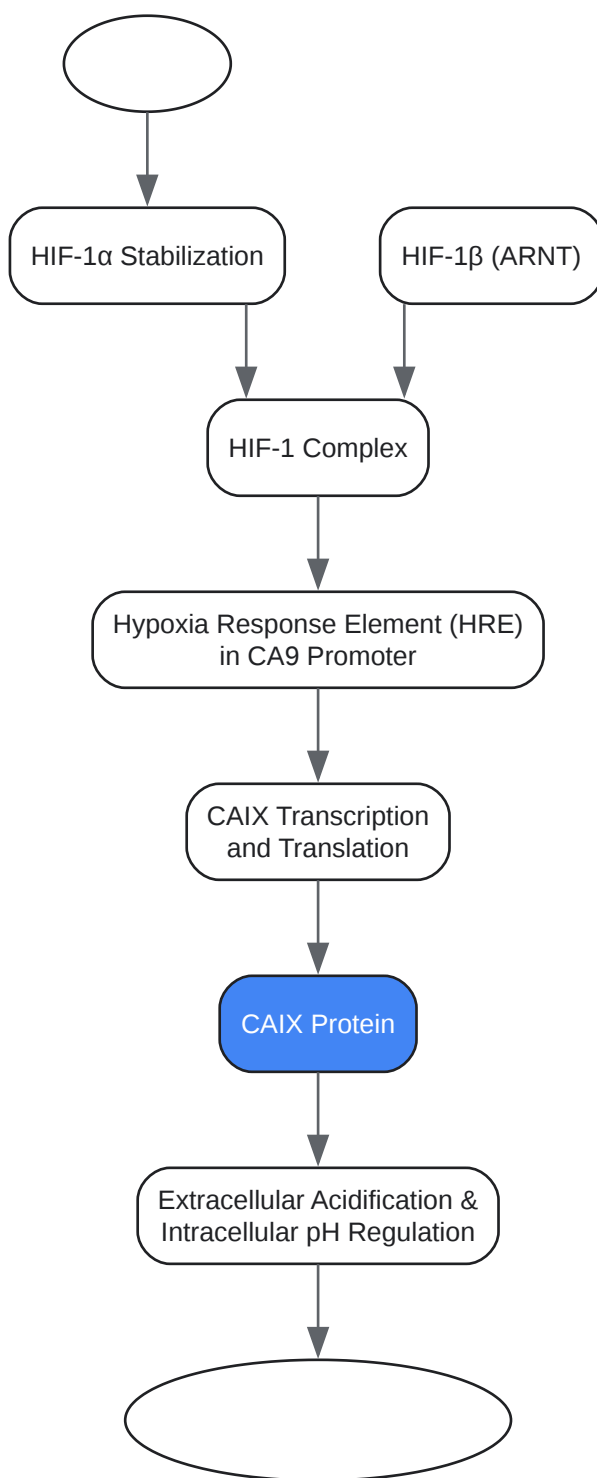 HIF-1α Stabilization
HIF-1β (ARNT)
HIF-1 Complex
Hypoxia Response Element (HRE)
in CA9 Promoter
CAIX Transcription
and Translation
CAIX Protein
Extracellular Acidification &
Intracellular pH Regulation